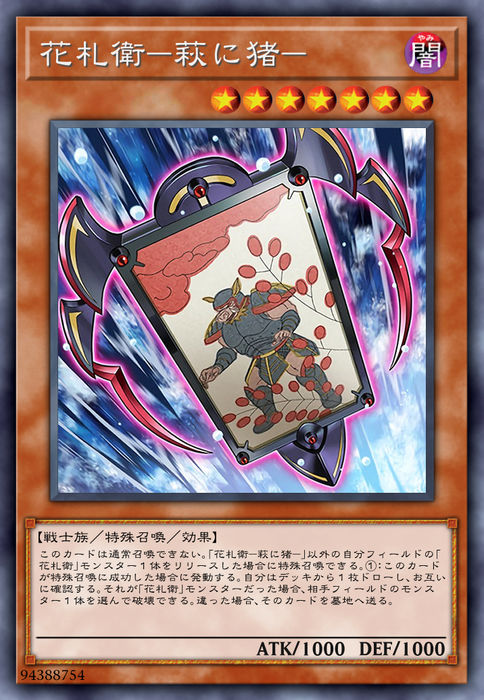 花札衛－萩に猪－
やみ
闇
【戦士族／特殊召喚／効果】
このカードは通常召喚できない。「花札衛－萩に猪－」以外の自分フィールドの「
花札衛」モンスター１体をリリースした場合に特殊召喚できる。①：このカード
が特殊召喚に成功した場合に発動する。自分はデッキから１枚ドローし、お互い
に確認する。それが「花札衛」モンスターだった場合、相手フィールドのモンス
ター１体を選んで破壊できる。違った場合、そのカードを墓地へ送る。
ATK/1000 DEF/1000
94388754